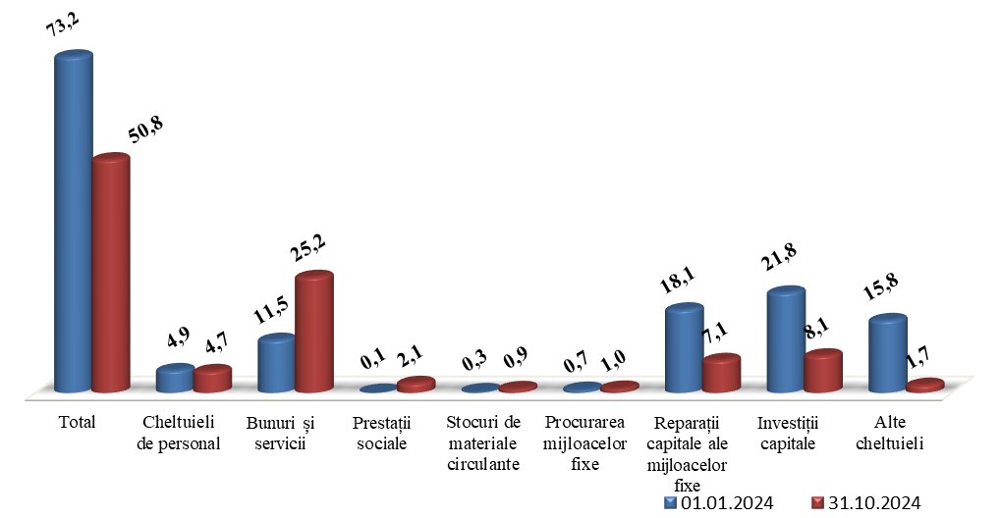 73,2
50,8
4,9
4,7
11,5
25,2
0,1
2,1
0,3
0,9
0,7
1,0
18,1
7,1
21,8
8,1
15,8
1,7
Total
Cheltuieli
de personal
Bunuri și
servicii
Prestații
sociale
Stocuri de
materiale
circulante
Procurarea
mijloacelor
fixe
Reparații
capitale ale
mijloacelor
fixe
Investiții
capitale
Alte
cheltuieli
01.01.2024
31.10.2024